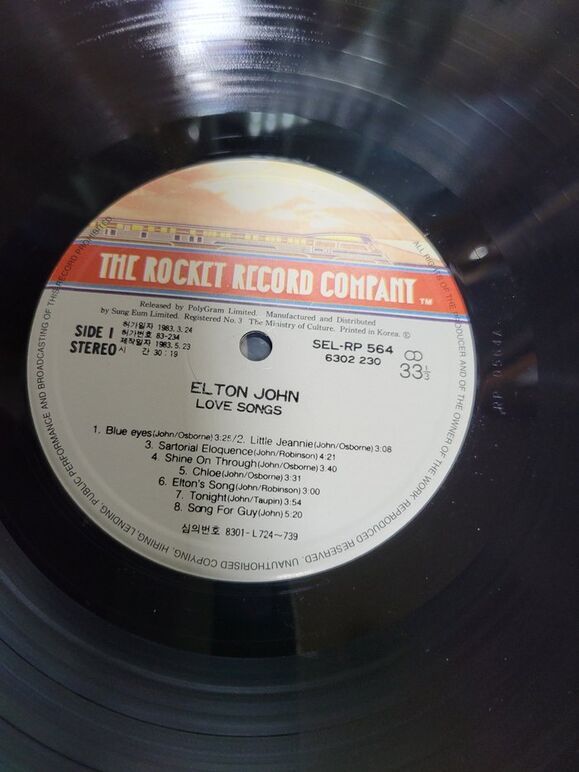 THE ROCKET RECORD COMPANY TM
Released by PolyGram Limited. Manufactured and Distributed
by Sung Eum Limited. Registered No. 3 The Ministry of Culture. Printed in Korea. ℗
SIDE 1
STEREO
허가일자 1983.3.24
허가번호 83-234
제작일자 1983.5.23
시 간 30:19
SEL-RP 564
6302 230
33 1/3
ELTON JOHN
LOVE SONGS
1. Blue eyes(John/Osborne)3:25/2. Little Jeannie(John/Osborne)3:08
3. Sartorial Eloquence(John/Robinson)4:21
4. Shine On Through(John/Osborne)3:40
5. Chloe(John/Osborne)3:31
6. Elton's Song(John/Robinson)3:00
7. Tonight(John/Taupin)3:54
8. Song For Guy(John)5:20
심의번호 8301-L724~739
ALL RIGHTS OF THE PRODUCER AND OF THE OWNER OF THE WORK REPRODUCED RESERVED. UNAUTHORISED COPYING, HIRING, LENDING, PUBLIC PERFORMANCE AND BROADCASTING OF THIS RECORD PROHIBITED